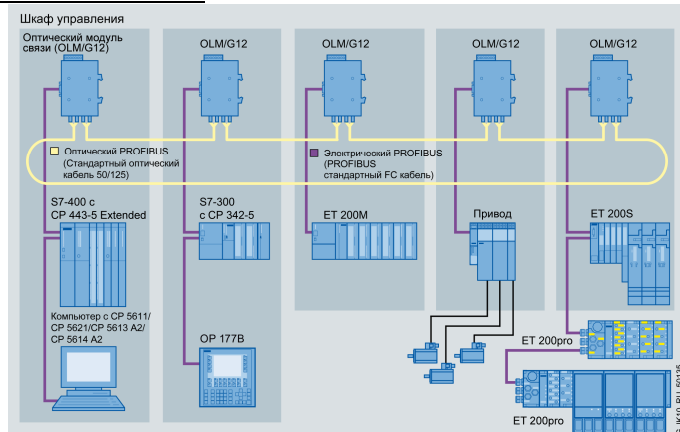 Шкаф управления
Оптический модуль
связи (OLM/G12)
OLM/G12
OLM/G12
OLM/G12
OLM/G12
Оптический PROFIBUS
(Стандартный оптический
кабель 50/125)
Электрический PROFIBUS
(PROFIBUS
стандартный FC кабель)
S7-400 с
CP 443-5 Extended
S7-300
с CP 342-5
ET 200M
Привод
ET 200S
Компьютер с CP 5611/
CP 5621/CP 5613 A2/
CP 5614 A2
OP 177B
ET 200pro
ET 200pro